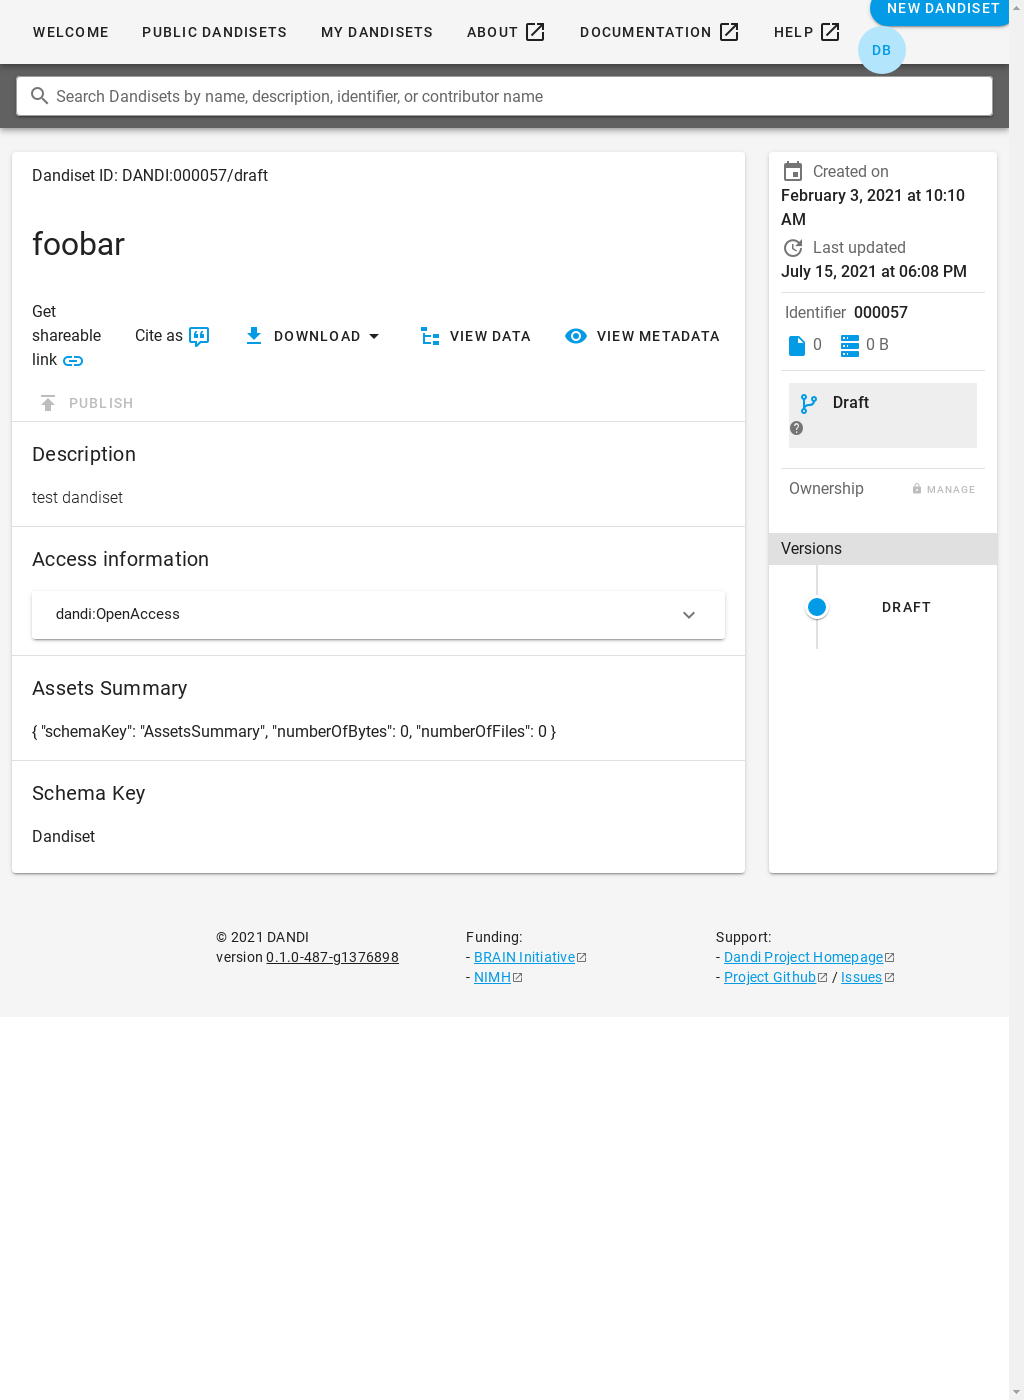 WELCOME
PUBLIC DANDISETS
MY DANDISETS
ABOUT
DOCUMENTATION
HELP
NEW DANDISET
DB
Search Dandisets by name, description, identifier, or contributor name
Dandiset ID: DANDI:000057/draft
foobar
Get
shareable
link
Cite as
DOWNLOAD
VIEW DATA
VIEW METADATA
PUBLISH
Description
test dandiset
Access information
dandi:OpenAccess
Assets Summary
{ "schemaKey": "AssetsSummary", "numberOfBytes": 0, "numberOfFiles": 0 }
Schema Key
Dandiset
Created on
February 3, 2021 at 10:10
AM
Last updated
July 15, 2021 at 06:08 PM
Identifier 000057
0
0 B
Draft
Ownership
MANAGE
Versions
DRAFT
© 2021 DANDI
version 0.1.0-487-g1376898
Funding:
- BRAIN Initiative
- NIMH
Support:
- Dandi Project Homepage
- Project Github / Issues